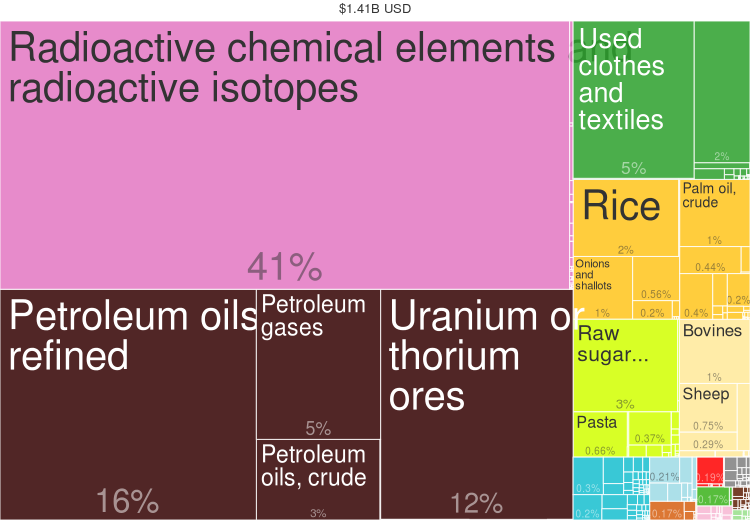 $1.41B USD
Radioactive chemical elements and
radioactive isotopes
41%
Petroleum oils
refined
16%
Petroleum
gases
5%
Petroleum
oils, crude
3%
Uranium or
thorium
ores
12%
Used
clothes
and
textiles
5%
2%
Rice
2%
Palm oil,
crude
1%
Onions
and
shallots
1%
0.56%
0.2%
0.44%
0.4%
0.2%
Raw
sugar...
3%
Pasta
0.66%
0.37%
Bovines
1%
Sheep
0.75%
0.29%
0.3%
0.2%
0.21%
0.17%
0.19%
0.17%